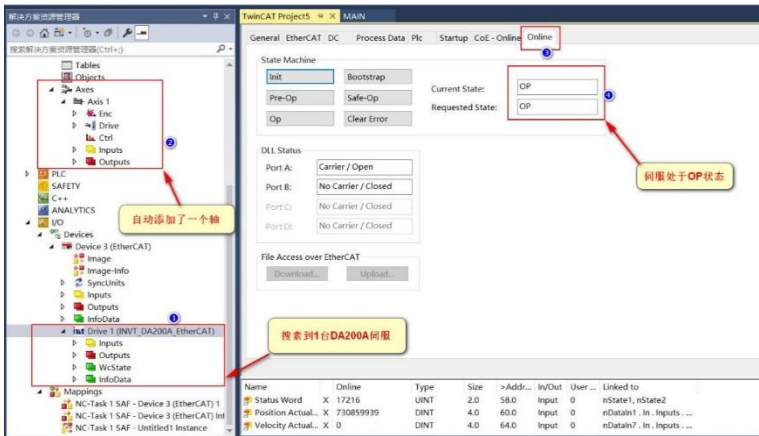 解决方案资源管理器
搜索解决方案资源管理器(Ctrl+;)
Tables
Objects
Axes
Axis 1
Enc
Drive
Ctrl
Inputs
Outputs
PLC
SAFETY
C++
ANALYTICS
I/O
Devices
Device 3 (EtherCAT)
Image
Image-Info
SyncUnits
Inputs
Outputs
InfoData
Drive 1 (INVT_DA200A_EtherCAT)
Inputs
Outputs
WcState
InfoData
Mappings
NC-Task 1 SAF - Device 3 (EtherCAT) 1
NC-Task 1 SAF - Device 3 (EtherCAT) Inf
NC-Task 1 SAF - Untitled1 Instance
②
自动添加了一个轴
①
搜素到1台DA200A伺服
TwinCAT Project5 MAIN
General EtherCAT DC Process Data Plc Startup CoE - Online Online
③
State Machine
Init Bootstrap
Pre-Op Safe-Op
Op Clear Error
Current State: OP
Requested State: OP
④
伺服处于OP状态
DLL Status
Port A: Carrier / Open
Port B: No Carrier / Closed
Port C: No Carrier / Closed
Port D: No Carrier / Closed
File Access over EtherCAT
Download... Upload...
Name Online Type Size >Addr... In/Out User ... Linked to
Status Word X 17216 UINT 2.0 58.0 Input 0 nState1, nState2
Position Actual... X 730859939 DINT 4.0 60.0 Input 0 nDataIn1 . In . Inputs . ...
Velocity Actual... X 0 DINT 4.0 64.0 Input 0 nDataIn7 . In . Inputs . ...